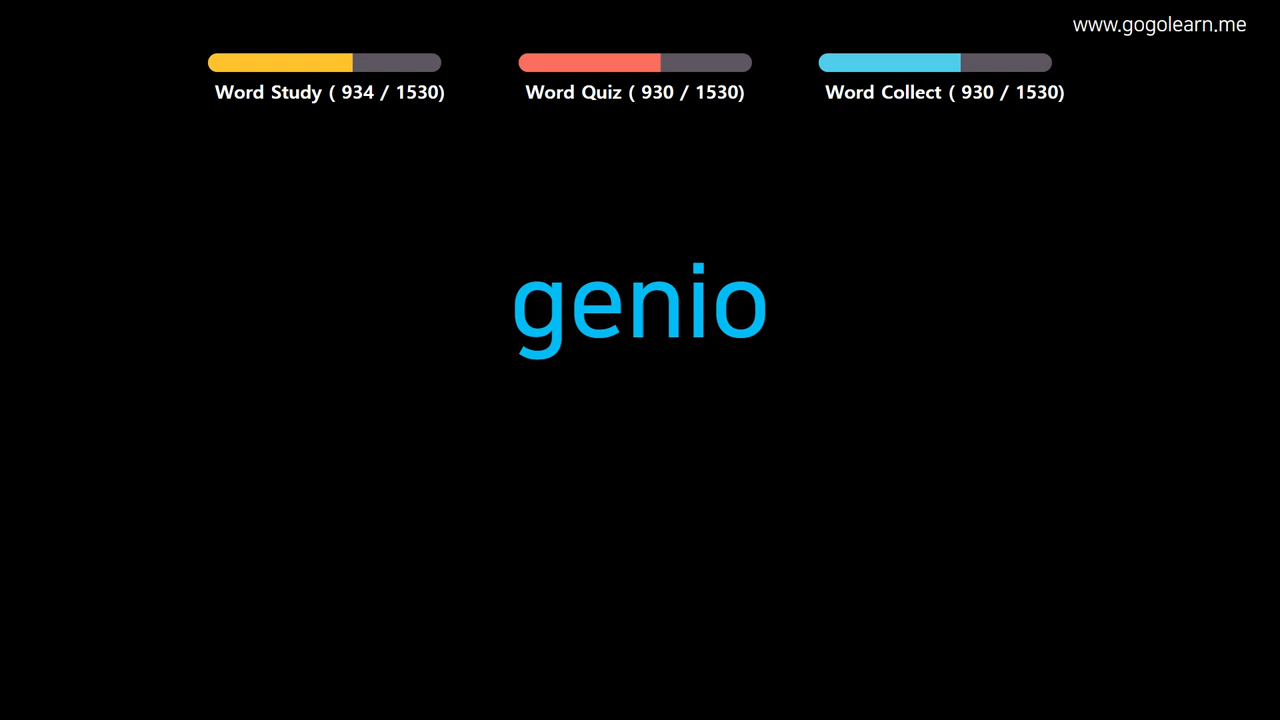 www.gogolearn.me
Word Study ( 934 / 1530)
Word Quiz ( 930 / 1530)
Word Collect ( 930 / 1530)
genio